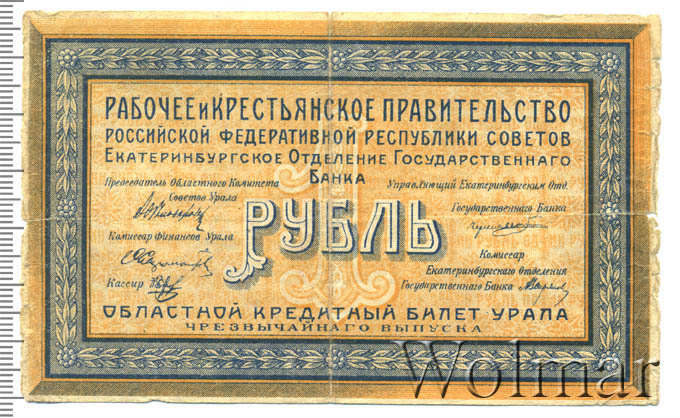 РАБОЧЕЕ и КРЕСТЬЯНСКОЕ ПРАВИТЕЛЬСТВО
РОССИЙСКОЙ ФЕДЕРАТИВНОЙ РЕСПУБЛИКИ СОВЕТОВ
ЕКАТЕРИНБУРГСКОЕ ОТДЕЛЕНИЕ ГОСУДАРСТВЕННАГО
БАНКА
Председатель Областного Комитета
Советов Урала
Управляющий Екатеринбургским Отд.
Государственнаго Банка
РУБЛЬ
Комиссар Финансов Урала
Комиссар
Екатеринбургскаго Отделения
Государственнаго Банка
Кассир
ОБЛАСТНОЙ КРЕДИТНЫЙ БИЛЕТ УРАЛА
ЧРЕЗВЫЧАЙНАГО ВЫПУСКА
Wolmar